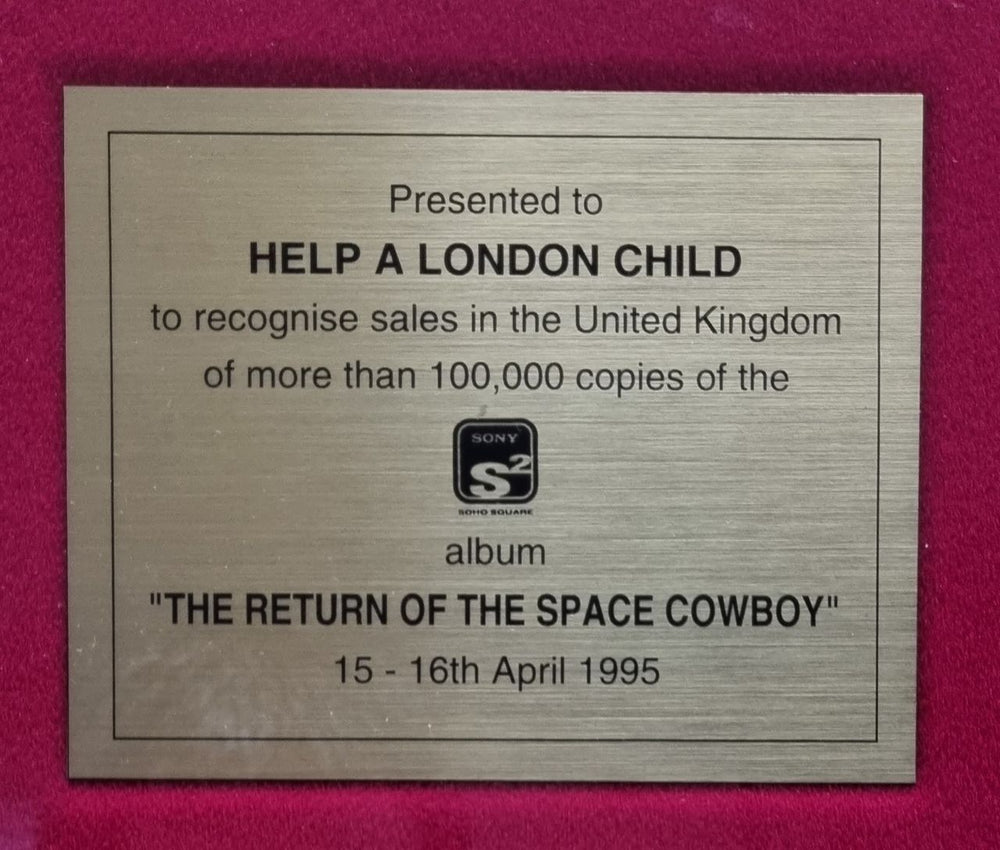 Presented to
HELP A LONDON CHILD
to recognise sales in the United Kingdom
of more than 100,000 copies of the
SONY
S²
SOHO SQUARE
album
"THE RETURN OF THE SPACE COWBOY"
15 - 16th April 1995